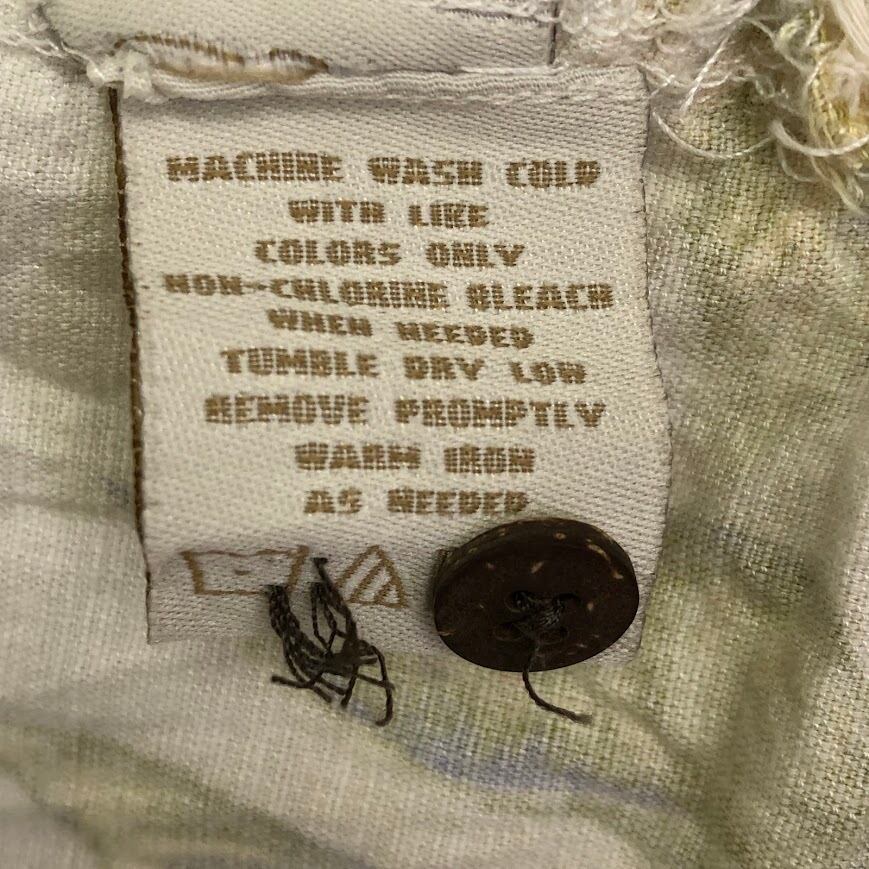 MACHINE WASH COLD
WITH LIKE
COLORS ONLY
NON-CHLORINE BLEACH
WHEN NEEDED
TUMBLE DRY LOW
REMOVE PROMPTLY
WARM IRON
AS NEEDED